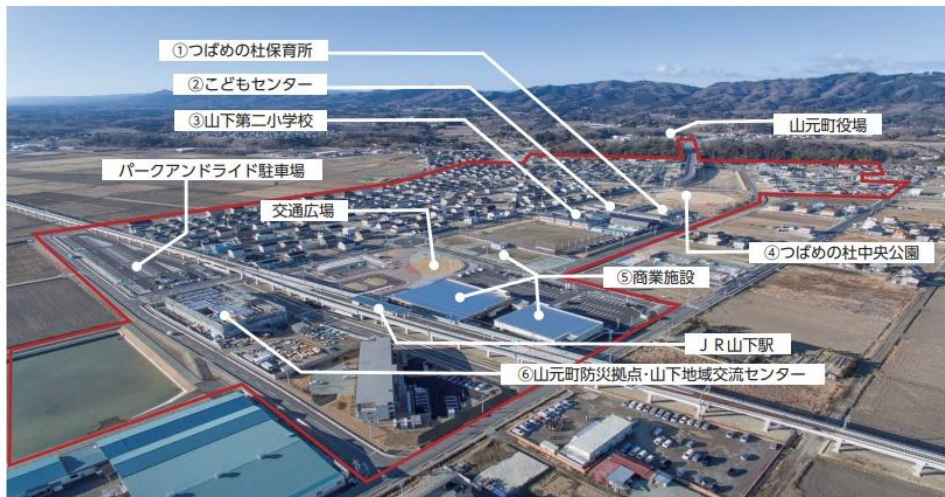 ①つばめの杜保育所
②こどもセンター
③山下第二小学校
山元町役場
パークアンドライド駐車場
交通広場
④つばめの杜中央公園
⑤商業施設
ＪＲ山下駅
⑥山元町防災拠点･山下地域交流センター